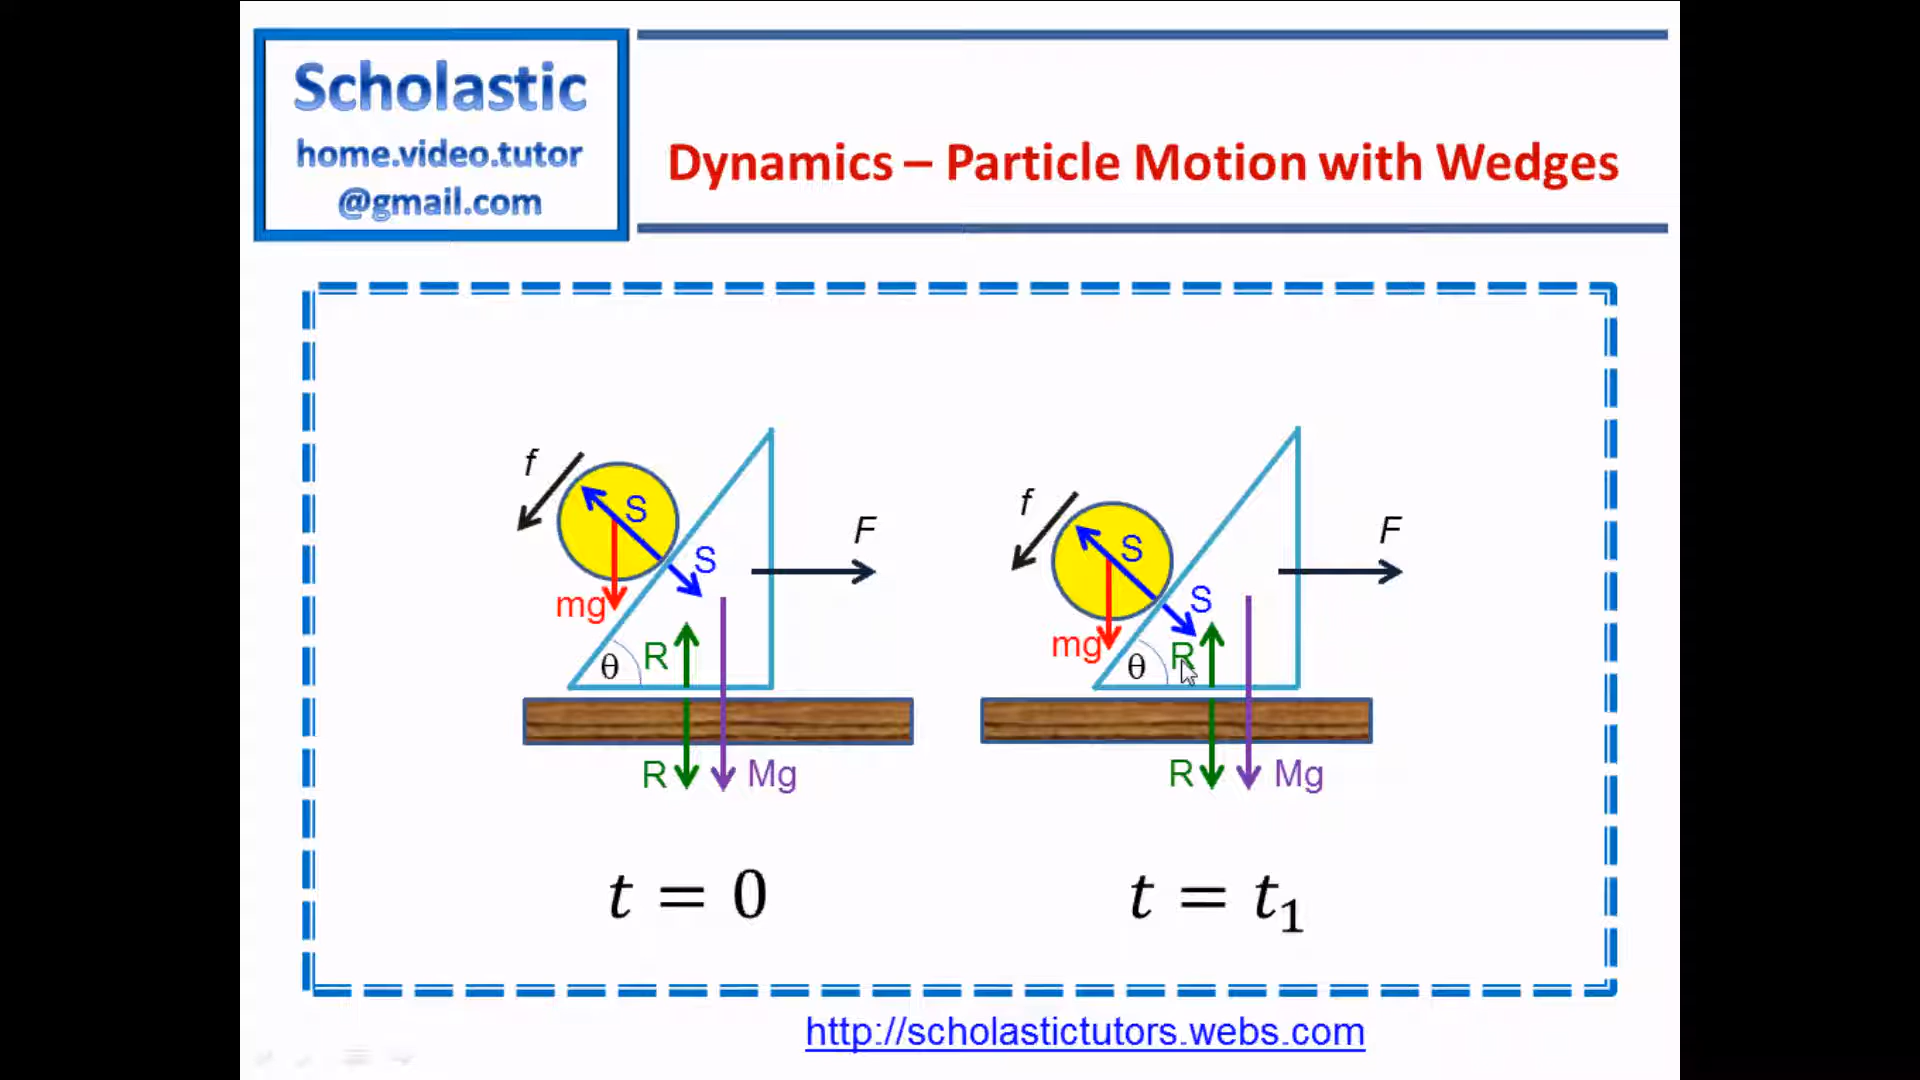 Scholastic
home.video.tutor
@gmail.com
Dynamics – Particle Motion with Wedges
f
S
S
F
mg
θ
R
R
Mg
t = 0
f
S
S
F
mg
θ
R
R
Mg
t = t₁
http://scholastictutors.webs.com